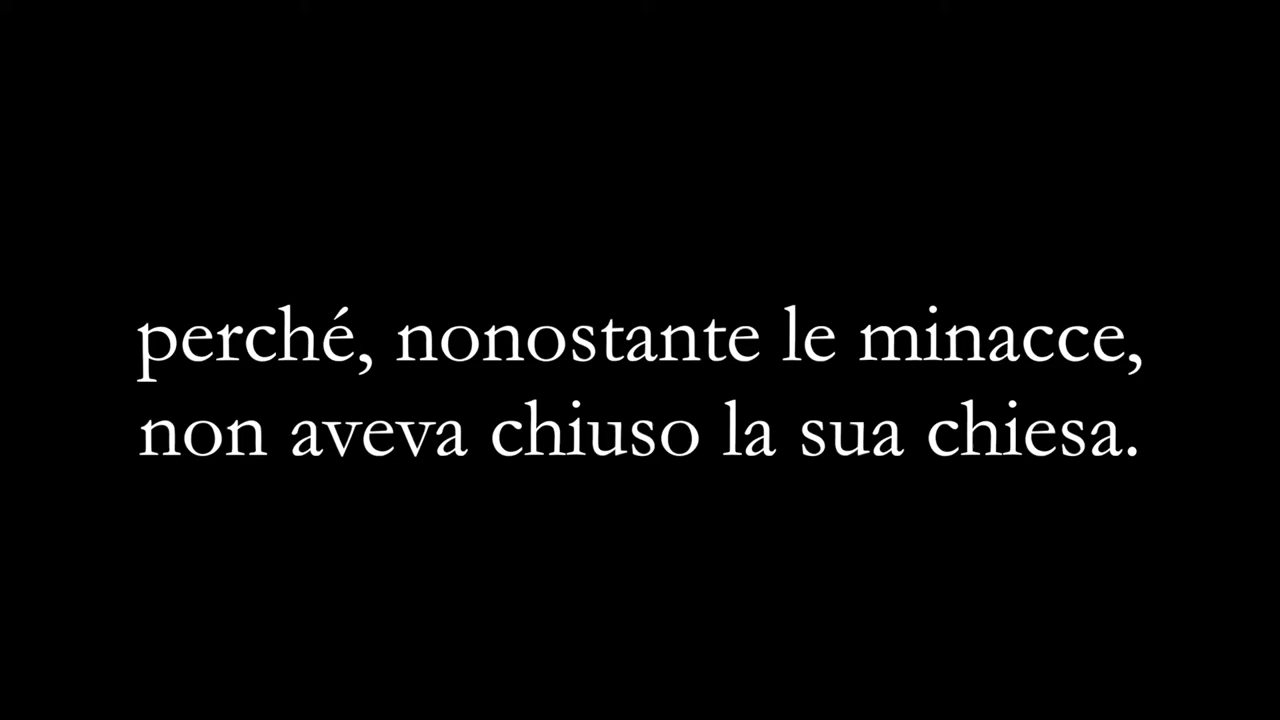 perché, nonostante le minacce,
non aveva chiuso la sua chiesa.